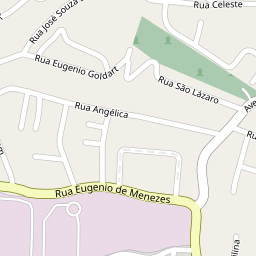 Rua Celeste
Rua José Souza
Rua Eugenio Goldart
Rua São Lázaro
Ave
Rua Angélica
Ru
Rua Eugenio de Menezes